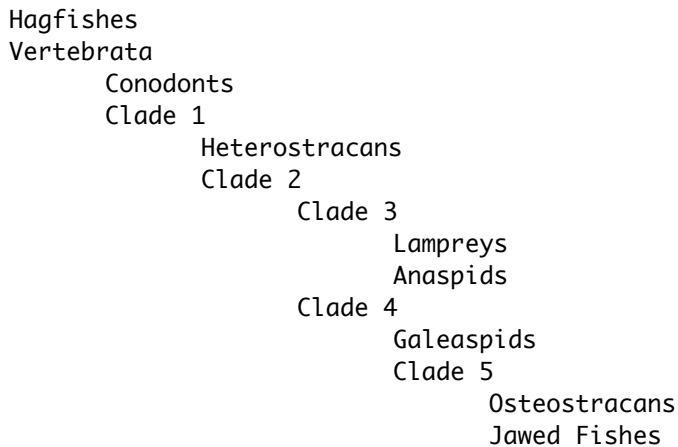 Hagfishes
Vertebrata
Conodonts
Clade 1
Heterostracans
Clade 2
Clade 3
Lampreys
Anaspids
Clade 4
Galeaspids
Clade 5
Osteostracans
Jawed Fishes